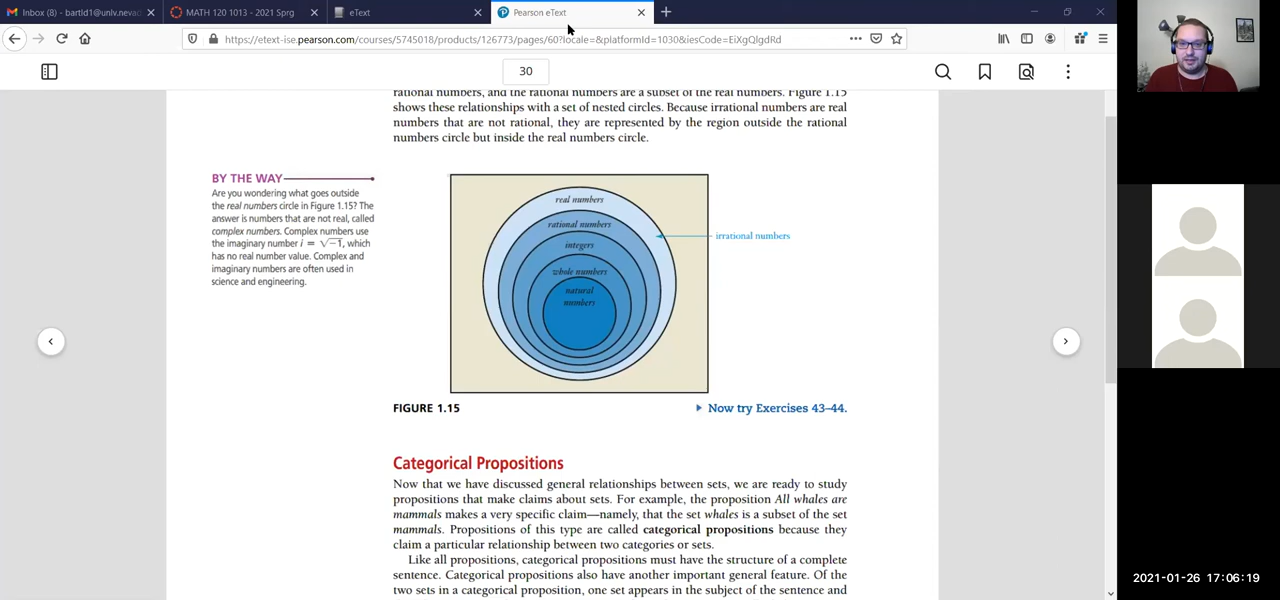 Inbox (8) - bartld1@univ.nevad
MATH 120 1013 - 2021 Sprg
eText
Pearson eText
https://etext-ise.pearson.com/courses/5745018/products/126773/pages/60?locale=&platformId=1030&iesCode=EiXgQIgdRd
30
rational numbers, and the rational numbers are a subset of the real numbers. Figure 1.15
shows these relationships with a set of nested circles. Because irrational numbers are real
numbers that are not rational, they are represented by the region outside the rational
numbers circle but inside the real numbers circle.
BY THE WAY
Are you wondering what goes outside
the real numbers circle in Figure 1.15? The
answer is numbers that are not real, called
complex numbers. Complex numbers use
the imaginary number i = √−1, which
has no real number value. Complex and
imaginary numbers are often used in
science and engineering.
real numbers
rational numbers
irrational numbers
integers
whole numbers
natural
numbers
FIGURE 1.15
Now try Exercises 43–44.
Categorical Propositions
Now that we have discussed general relationships between sets, we are ready to study
propositions that make claims about sets. For example, the proposition All whales are
mammals makes a very specific claim—namely, that the set whales is a subset of the set
mammals. Propositions of this type are called categorical propositions because they
claim a particular relationship between two categories or sets.
Like all propositions, categorical propositions must have the structure of a complete
sentence. Categorical propositions also have another important general feature. Of the
two sets in a categorical proposition, one set appears in the subject of the sentence and
2021-01-26 17:06:19